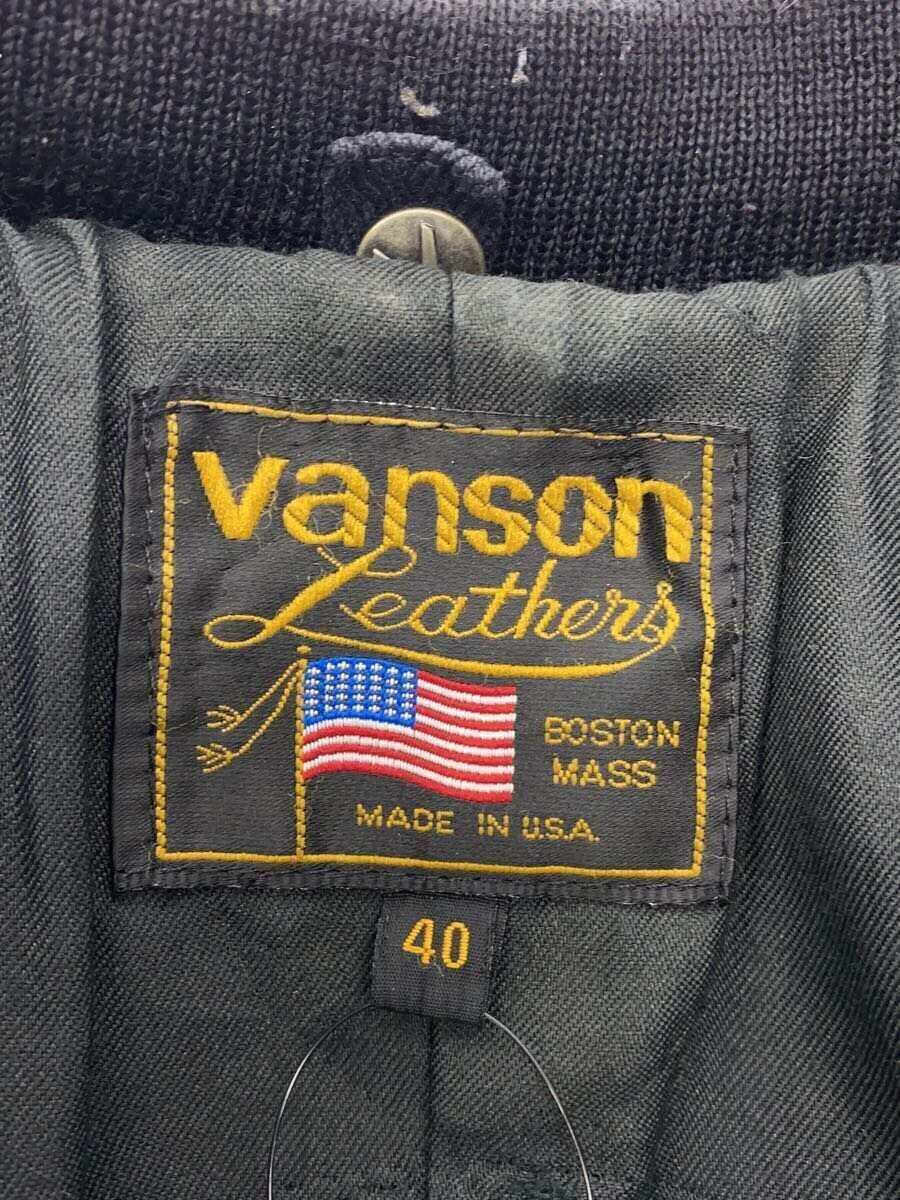 vanson
Leathers
BOSTON
MASS
MADE IN U.S.A.
40